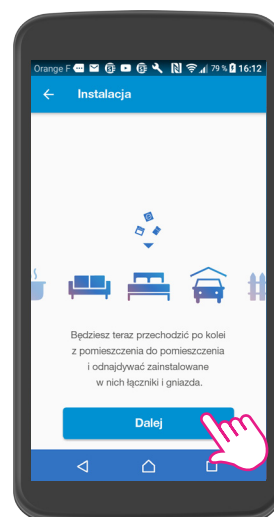 Orange F 79 % 16:12
Instalacja
Będziesz teraz przechodzić po kolei
z pomieszczenia do pomieszczenia
i odnajdywać zainstalowane
w nich łączniki i gniazda.
Dalej